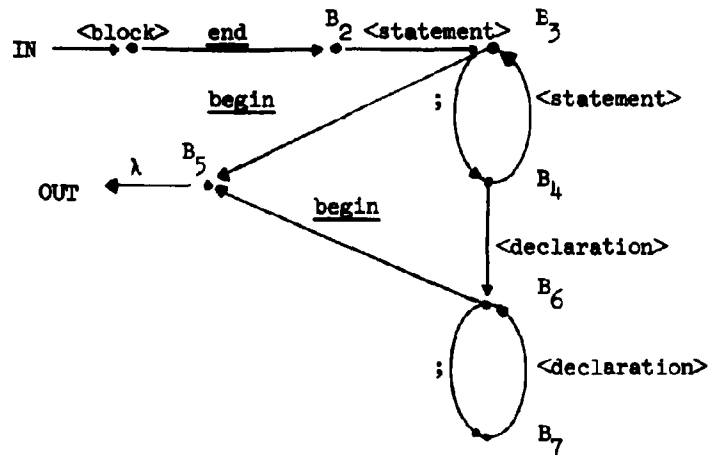 IN <block> end B2 <statement> B3
; <statement>
begin
B5
λ
OUT
B4
begin
<declaration>
B6
; <declaration>
B7